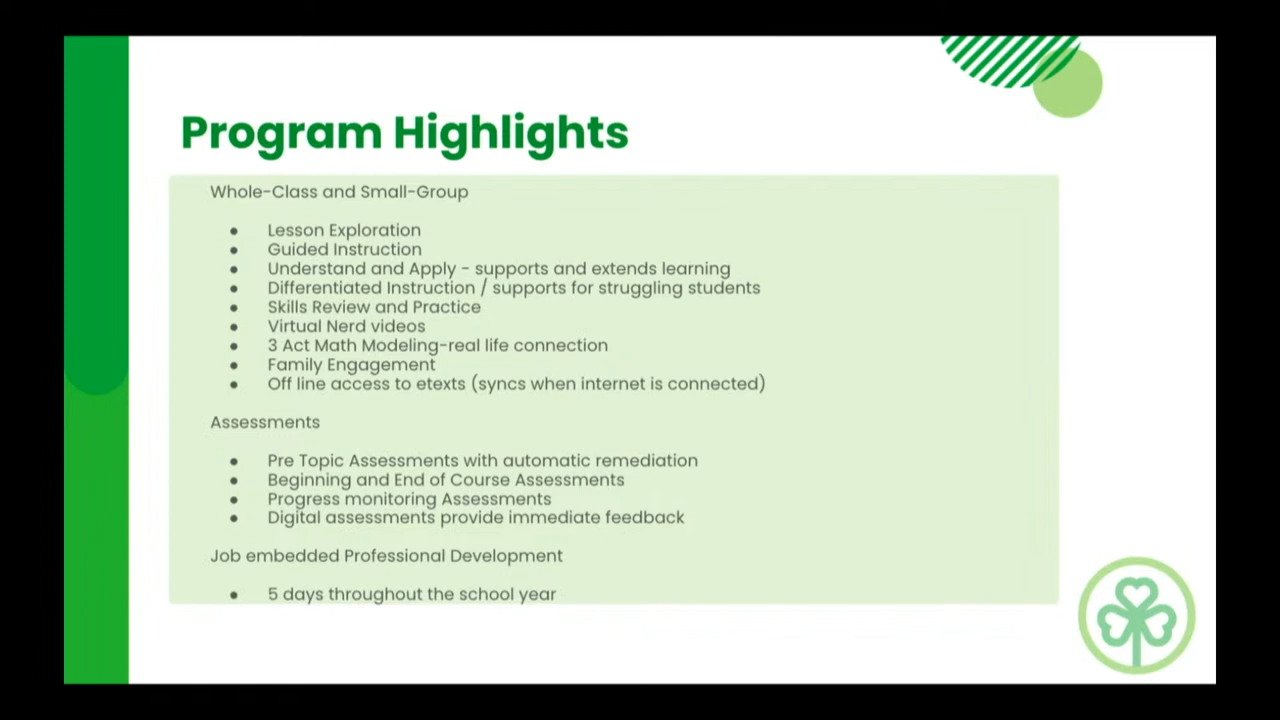 Program Highlights
Whole-Class and Small-Group
● Lesson Exploration
● Guided Instruction
● Understand and Apply - supports and extends learning
● Differentiated Instruction / supports for struggling students
● Skills Review and Practice
● Virtual Nerd videos
● 3 Act Math Modeling-real life connection
● Family Engagement
● Off line access to etexts (syncs when internet is connected)
Assessments
● Pre Topic Assessments with automatic remediation
● Beginning and End of Course Assessments
● Progress monitoring Assessments
● Digital assessments provide immediate feedback
Job embedded Professional Development
● 5 days throughout the school year